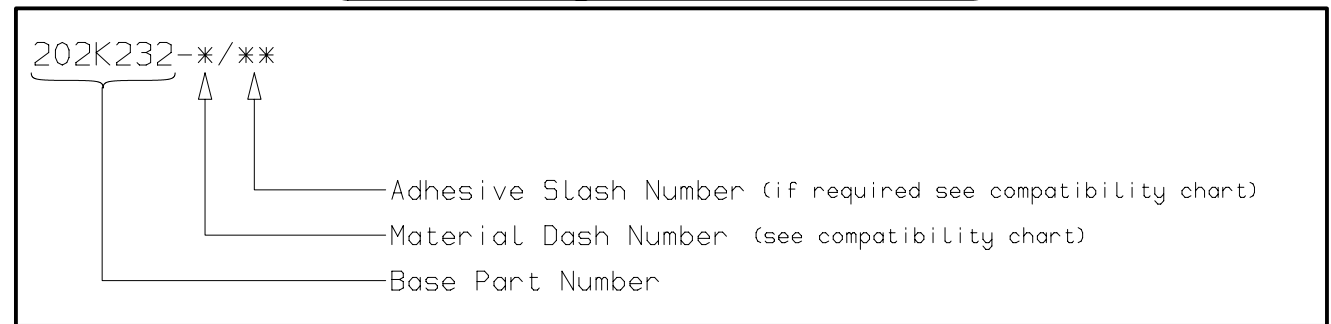 202K232-*/**
Adhesive Slash Number (if required see compatibility chart)
Material Dash Number (see compatibility chart)
Base Part Number